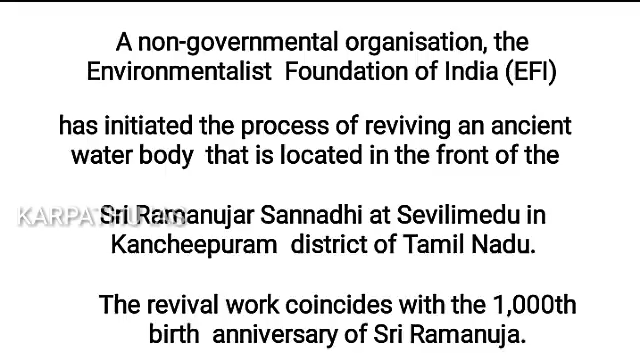 A non-governmental organisation, the
Environmentalist Foundation of India (EFI)
has initiated the process of reviving an ancient
water body that is located in the front of the
Sri Ramanujar Sannadhi at Sevilimedu in
Kancheepuram district of Tamil Nadu.
The revival work coincides with the 1,000th
birth anniversary of Sri Ramanuja.